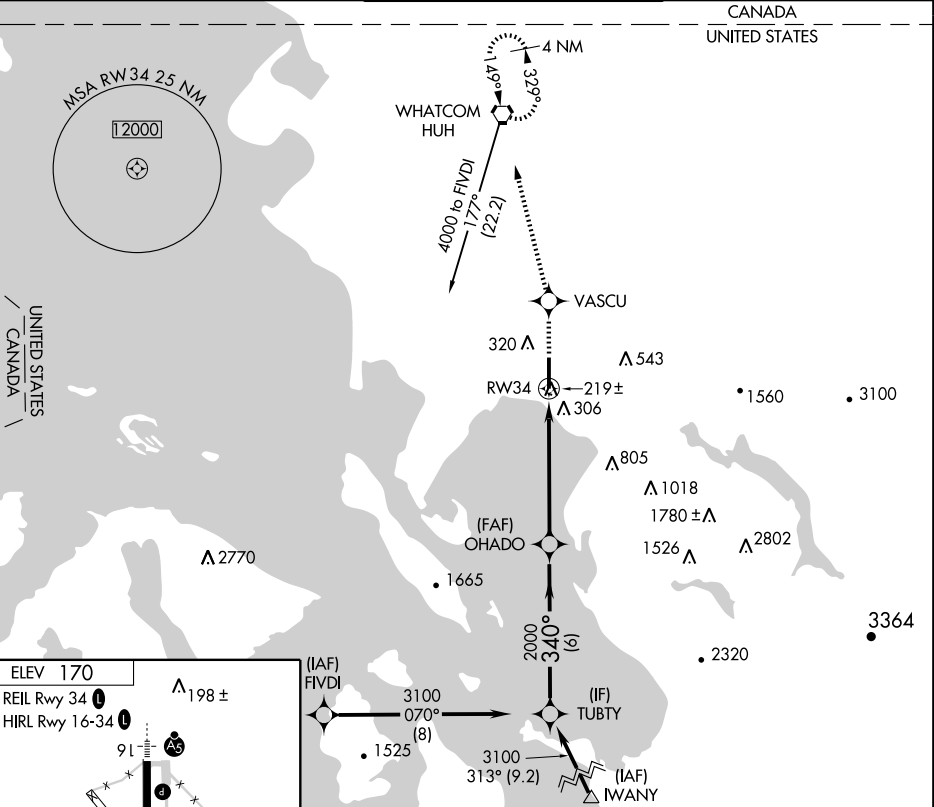 CANADA
UNITED STATES
MSA RW34 25 NM
12000
4 NM
149°
329°
WHATCOM
HUH
4000 to FIVDI
177°
(22.2)
VASCU
UNITED STATES
CANADA
320
543
RW34
219±
306
1560
3100
805
1018
1780 ±
1526
2802
(FAF)
OHADO
2770
1665
3364
2000
340°
(6)
2320
ELEV 170
REIL Rwy 34 L
HIRL Rwy 16-34 L
198 ±
16
A5
P
(IAF)
FIVDI
3100
070°
(8)
(IF)
TUBTY
1525
3100
313° (9.2)
(IAF)
IWANY